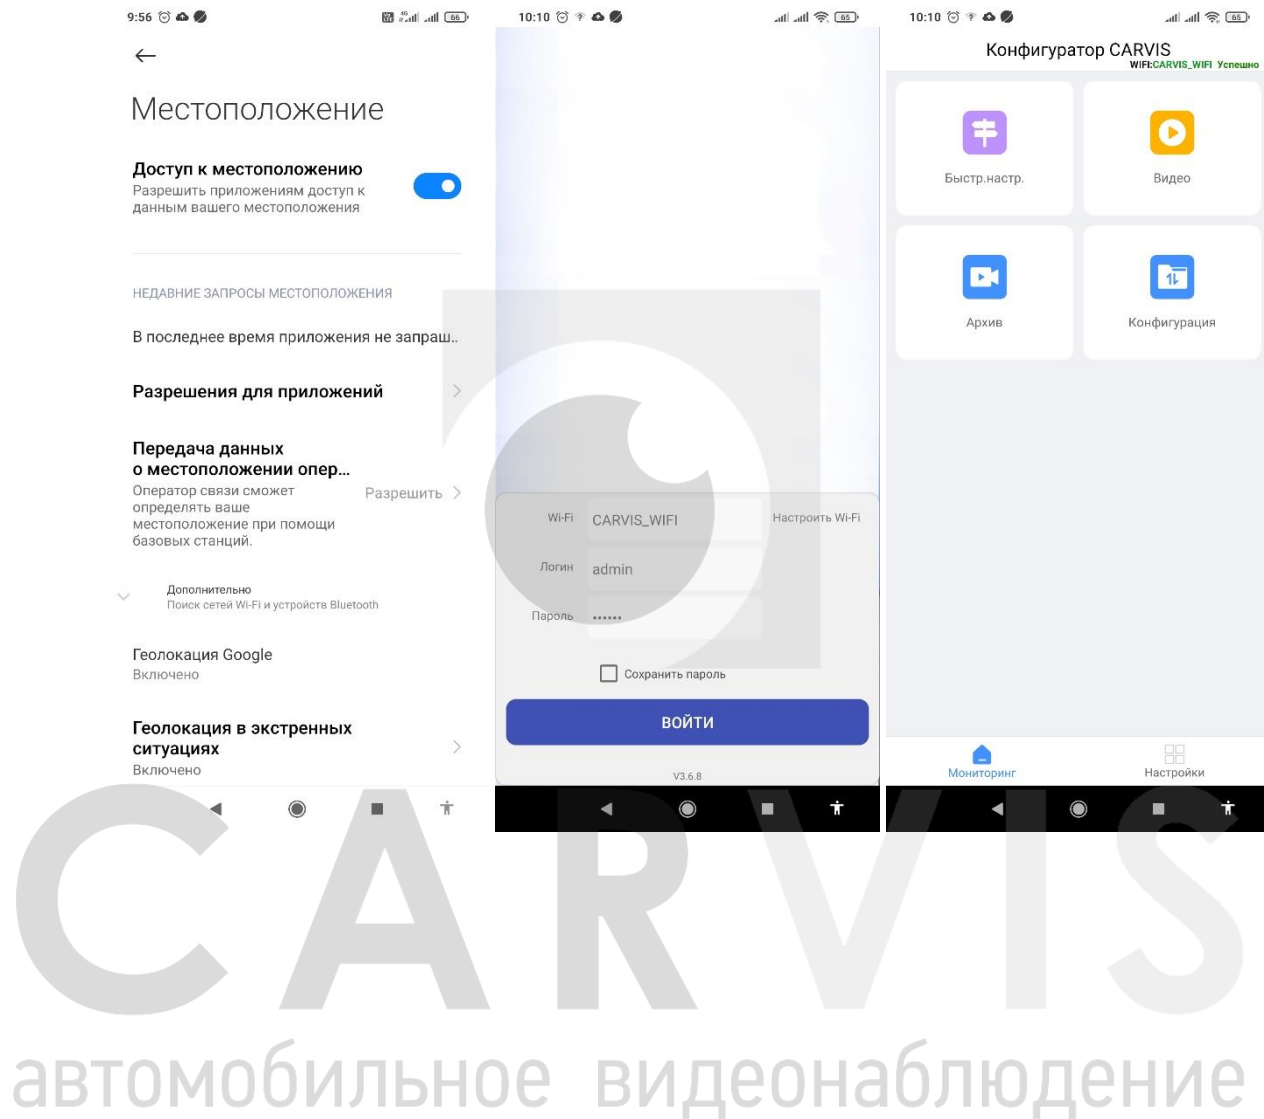 9:56
66
Местоположение
Доступ к местоположению
Разрешить приложениям доступ к
данным вашего местоположения
НЕДАВНИЕ ЗАПРОСЫ МЕСТОПОЛОЖЕНИЯ
В последнее время приложения не запраш..
Разрешения для приложений
Передача данных
о местоположении опер...
Оператор связи сможет
определять ваше
местоположение при помощи
базовых станций.
Разрешить
Дополнительно
Поиск сетей Wi-Fi и устройств Bluetooth
Геолокация Google
Включено
Геолокация в экстренных
ситуациях
Включено
10:10
65
Wi-Fi CARVIS_WIFI Настроить Wi-Fi
Логин admin
Пароль ••••••
Сохранить пароль
ВОЙТИ
V3.6.8
10:10
65
Конфигуратор CARVIS
WIFI:CARVIS_WIFI Успешно
Быстр.настр. Видео
Архив Конфигурация
Мониторинг Настройки
CARVIS
автомобильное видеонаблюдение